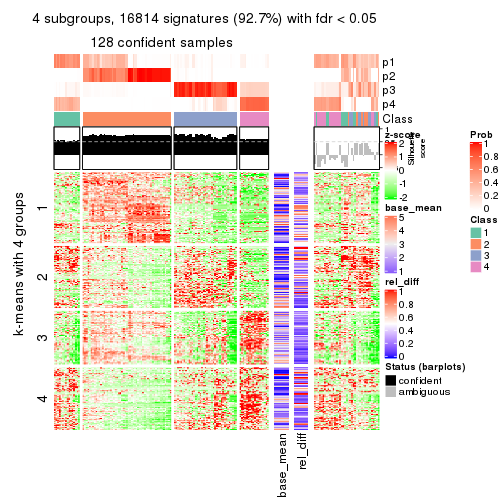 4 subgroups, 16814 signatures (92.7%) with fdr < 0.05
128 confident samples
p1
p2
p3
p4
Class
1
Silhouette
score
z-score
2
1
0
-1
-2
base_mean
5
4
3
2
1
rel_diff
1
0.8
0.6
0.4
0.2
0
Status (barplots)
confident
ambiguous
Prob
1
0.8
0.6
0.4
0.2
0
Class
1
2
3
4
k-means with 4 groups
1
2
3
4
base_mean
rel_diff